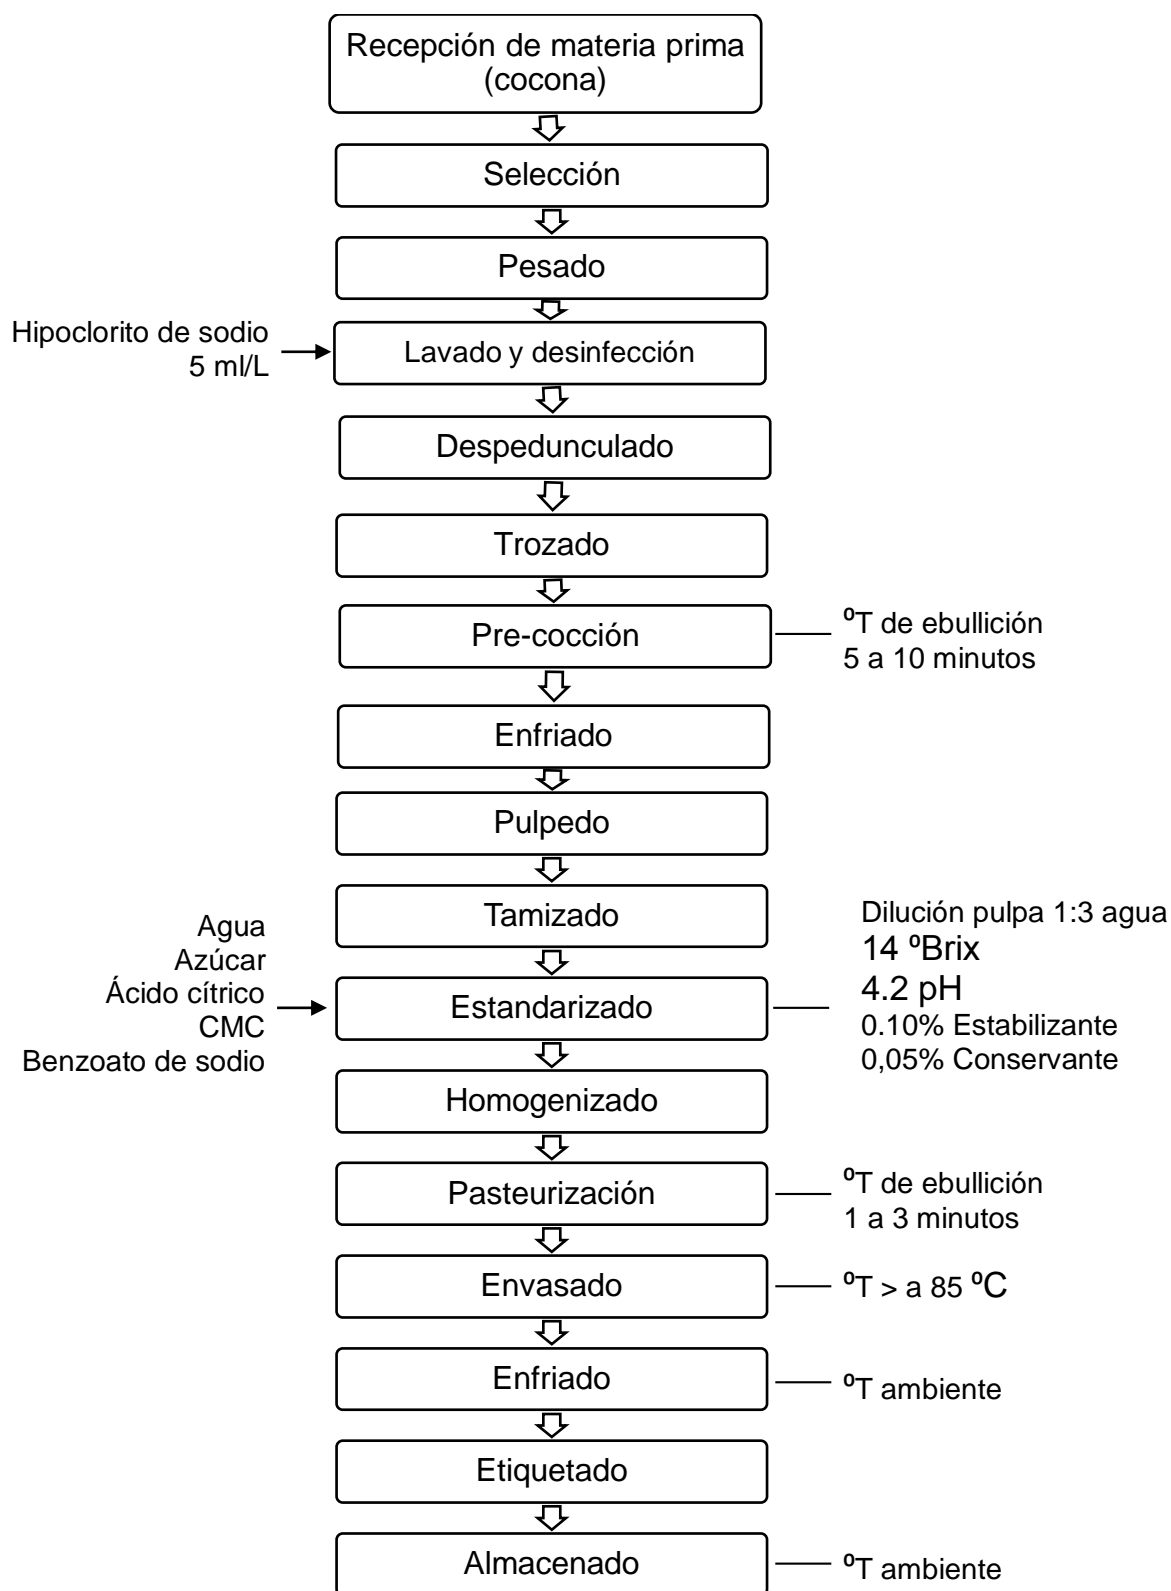 Recepción de materia prima
(cocona)
Selección
Pesado
Hipoclorito de sodio
5 ml/L
Lavado y desinfección
Despedunculado
Trozado
Pre-cocción
ºT de ebullición
5 a 10 minutos
Enfriado
Pulpedo
Tamizado
Agua
Azúcar
Ácido cítrico
CMC
Benzoato de sodio
Estandarizado
Dilución pulpa 1:3 agua
14 ºBrix
4.2 pH
0.10% Estabilizante
0,05% Conservante
Homogenizado
Pasteurización
ºT de ebullición
1 a 3 minutos
Envasado
ºT > a 85 ºC
Enfriado
ºT ambiente
Etiquetado
Almacenado
ºT ambiente